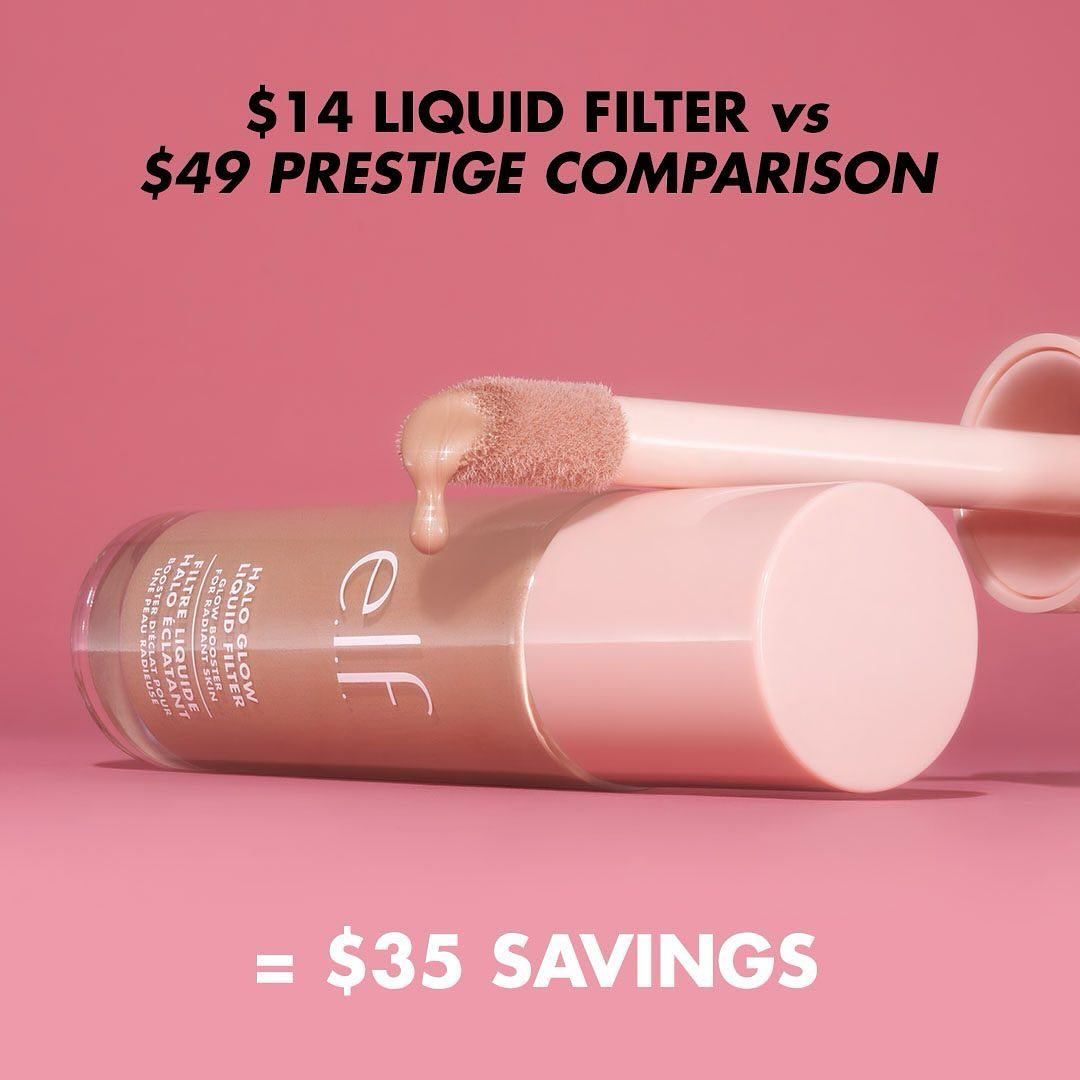 $14 LIQUID FILTER vs
$49 PRESTIGE COMPARISON
e.l.f.
HALO GLOW
LIQUID FILTER
GLOW BOOSTER
FOR RADIANT SKIN
FILTRE LIQUIDE
HALO ÉCLATANT
BOOSTER D'ÉCLAT POUR
UNE PEAU RADIEUSE
= $35 SAVINGS